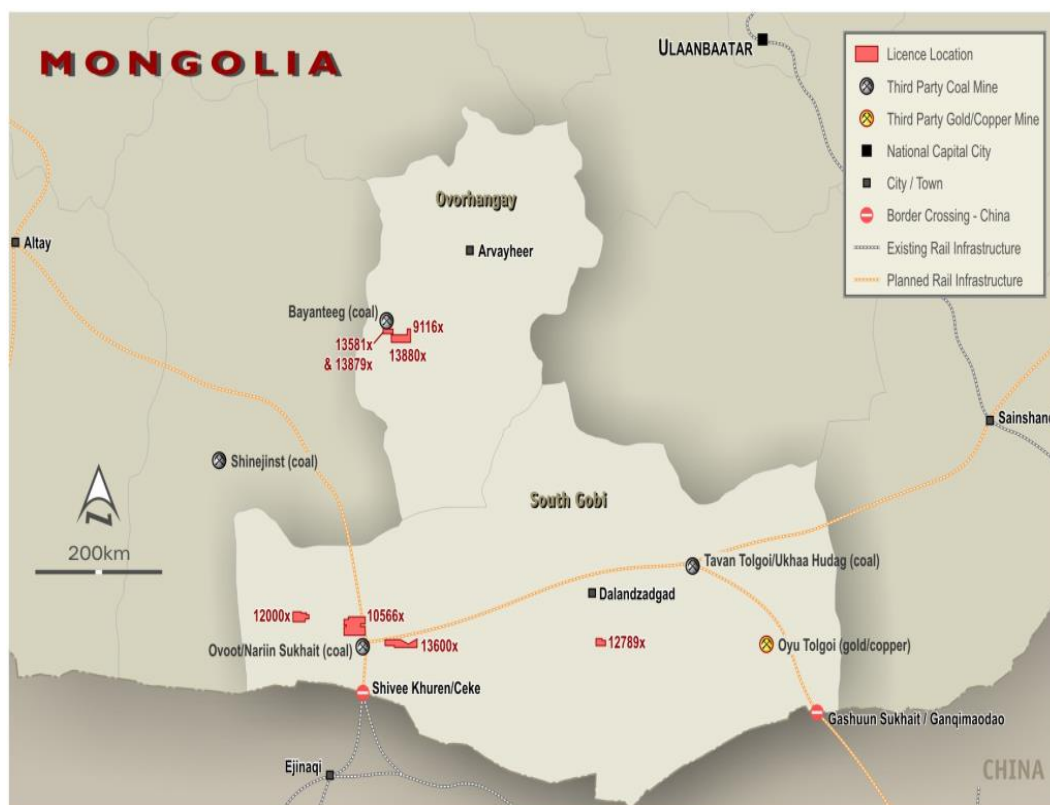 MONGOLIA
ULAANBAATAR
Licence Location
Third Party Coal Mine
Third Party Gold/Copper Mine
National Capital City
City / Town
Border Crossing - China
Existing Rail Infrastructure
Planned Rail Infrastructure
Ovorhangay
Arvayheer
Altay
Bayanteeg (coal)
9116x
13581x
& 13879x
13880x
Sainshand
Shinejinst (coal)
South Gobi
N
200km
Tavan Tolgoi/Ukhaa Hudag (coal)
Dalandzadgad
12000x
10566x
Ovoot/Nariin Sukhait (coal)
13600x
12789x
Oyu Tolgoi (gold/copper)
Shivee Khuren/Ceke
Gashuun Sukhait / Ganqimaodao
Ejinaqi
CHINA